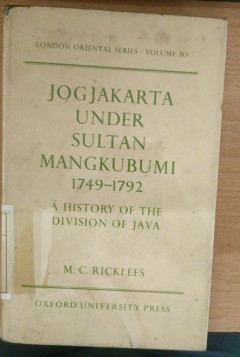 LONDON ORIENTAL SERIES · VOLUME 30
JOGJAKARTA
UNDER
SULTAN
MANGKUBUMI
1749–1792
A HISTORY OF THE
DIVISION OF JAVA
M. C. RICKLEFS
OXFORD UNIVERSITY PRESS